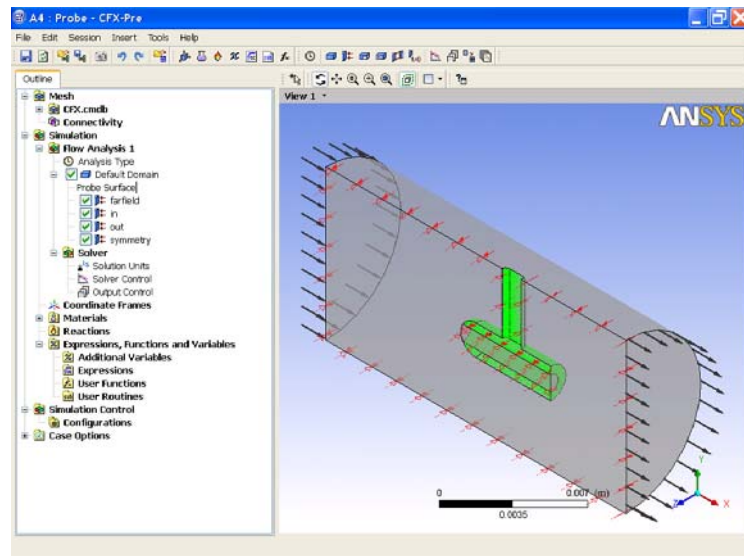 A4 : Probe - CFX-Pre
File Edit Session Insert Tools Help
Outline
Mesh
CFX.cmdb
Connectivity
Simulation
Flow Analysis 1
Analysis Type
Default Domain
Probe Surface
farfield
in
out
symmetry
Solver
Solution Units
Solver Control
Output Control
Coordinate Frames
Materials
Reactions
Expressions, Functions and Variables
Additional Variables
Expressions
User Functions
User Routines
Simulation Control
Configurations
Case Options
View 1
ANSYS
0 0.007 (m)
0.0035
Y
Z X